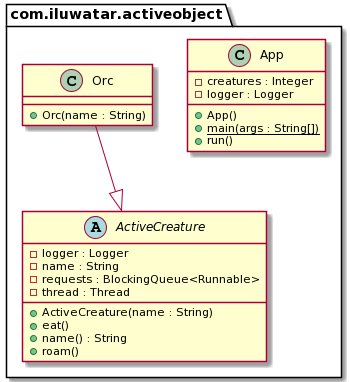 com.iluwatar.activeobject
C App
creatures : Integer
logger : Logger
App()
main(args : String[])
run()
C Orc
Orc(name : String)
A ActiveCreature
logger : Logger
name : String
requests : BlockingQueue<Runnable>
thread : Thread
ActiveCreature(name : String)
eat()
name() : String
roam()